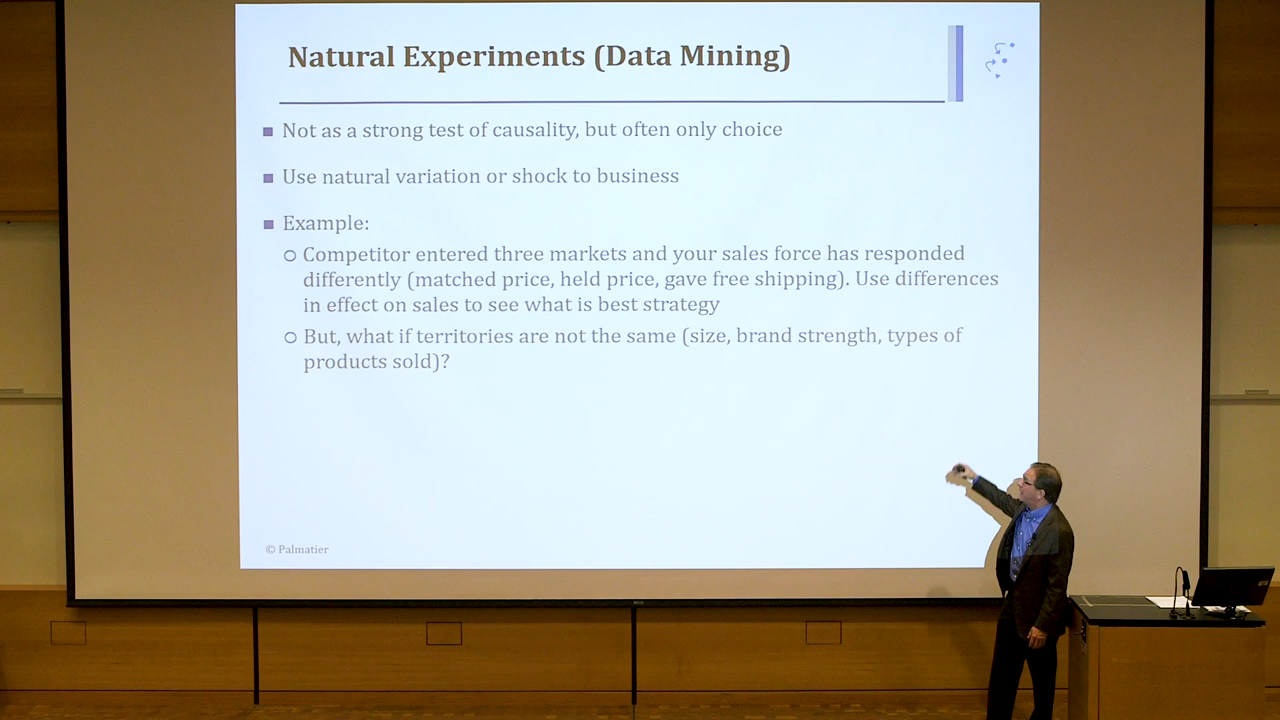 Natural Experiments (Data Mining)
Not as a strong test of causality, but often only choice
Use natural variation or shock to business
Example:
Competitor entered three markets and your sales force has responded
differently (matched price, held price, gave free shipping). Use differences
in effect on sales to see what is best strategy
But, what if territories are not the same (size, brand strength, types of
products sold)?
© Palmatier